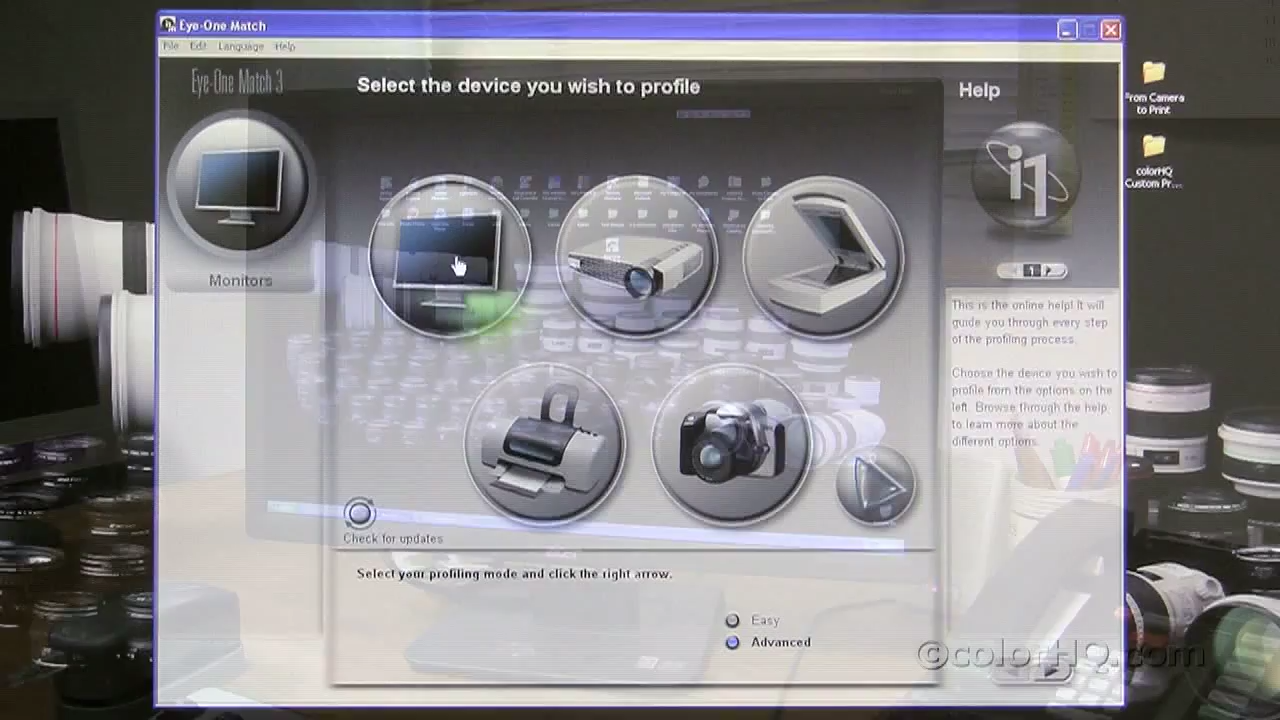 Eye-One Match
File Edit Language Help
Eye-One Match 3
Select the device you wish to profile
Help
From Camera
to Print
colorHQ
Custom Pr...
i1
Monitors
1
This is the online help! It will
guide you through every step
of the profiling process.
Choose the device you wish to
profile from the options on the
left. Browse through the help
to learn more about the
different options.
Check for updates
Select your profiling mode and click the right arrow.
Easy
Advanced
©colorHQ.com